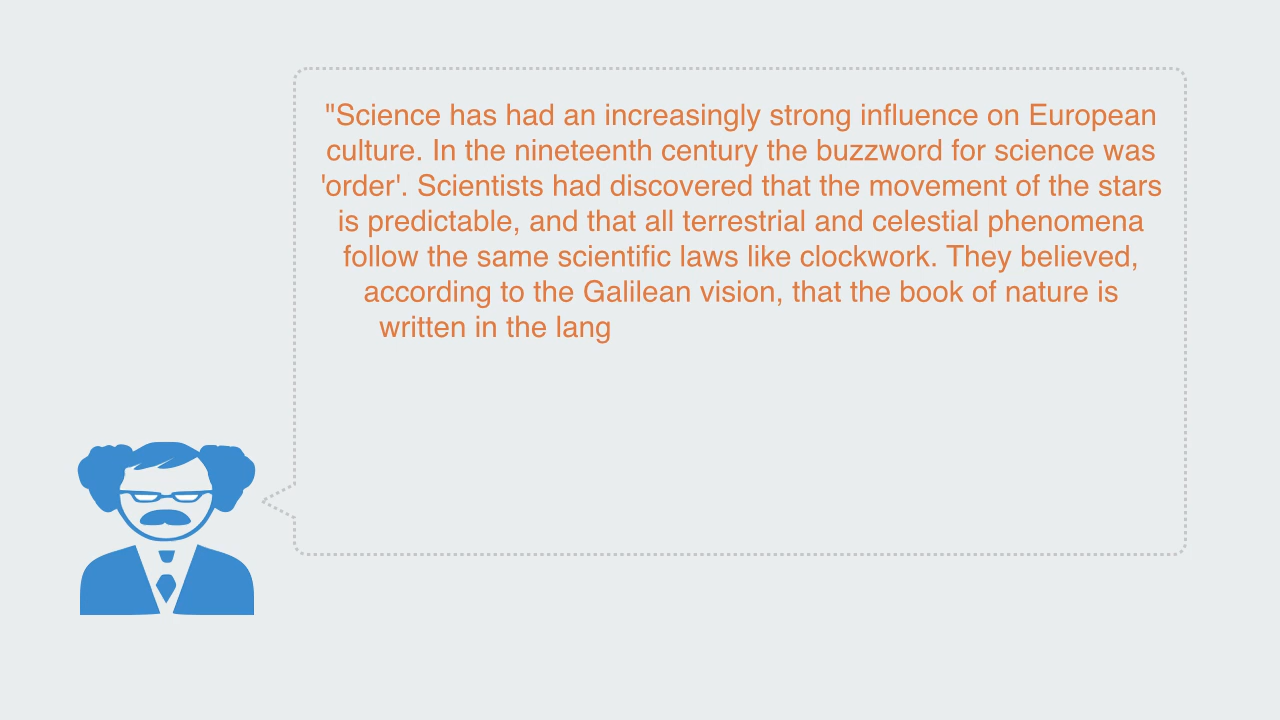 "Science has had an increasingly strong influence on European
culture. In the nineteenth century the buzzword for science was
'order'. Scientists had discovered that the movement of the stars
is predictable, and that all terrestrial and celestial phenomena
follow the same scientific laws like clockwork. They believed,
according to the Galilean vision, that the book of nature is
written in the lang